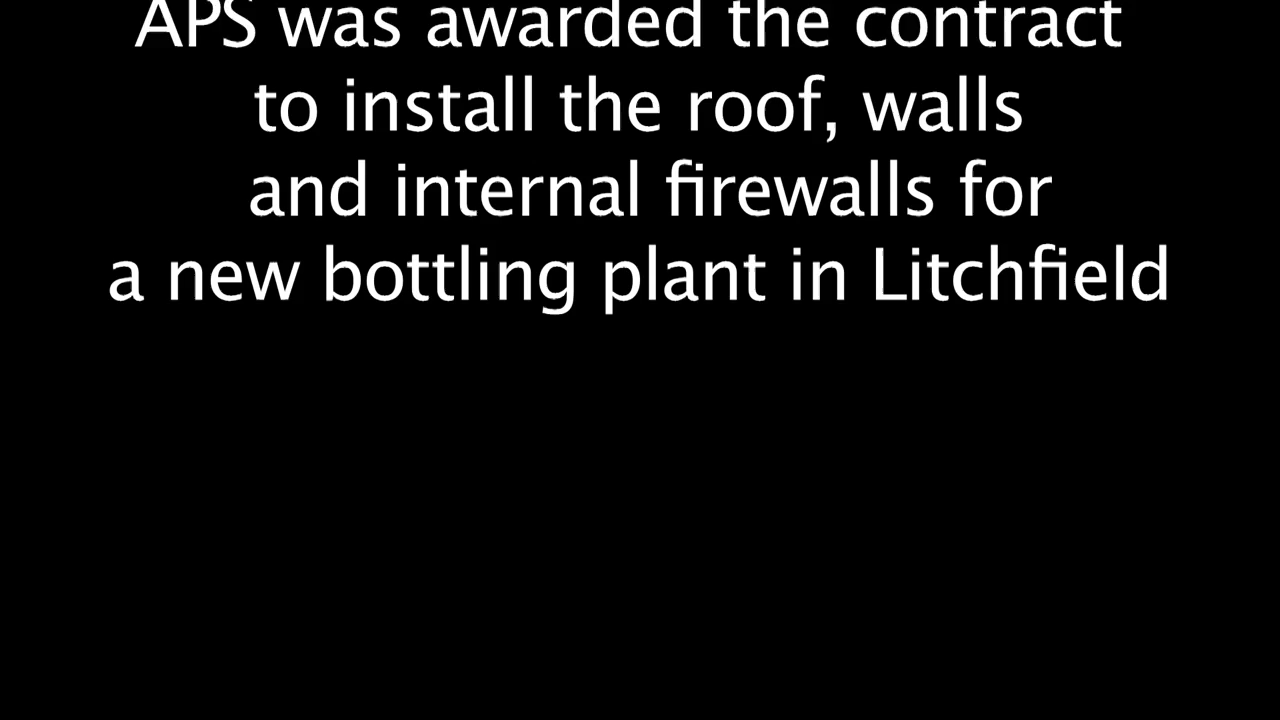 APS was awarded the contract
to install the roof, walls
and internal firewalls for
a new bottling plant in Litchfield